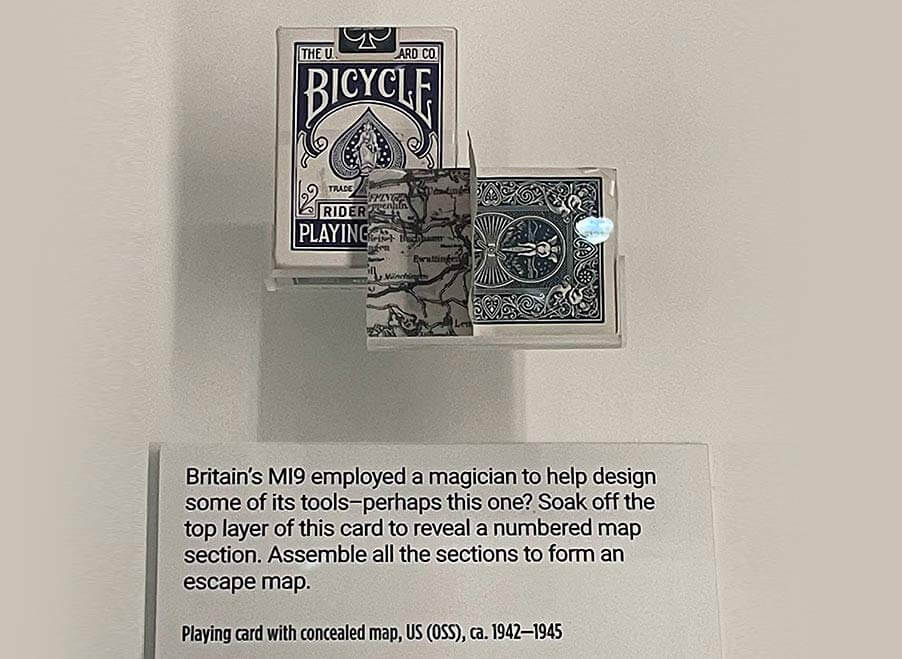 THE U. ARD CO.
BICYCLE
TRADE
RIDER
PLAYING
Ewattingen
Len
Britain's MI9 employed a magician to help design
some of its tools–perhaps this one? Soak off the
top layer of this card to reveal a numbered map
section. Assemble all the sections to form an
escape map.
Playing card with concealed map, US (OSS), ca. 1942–1945